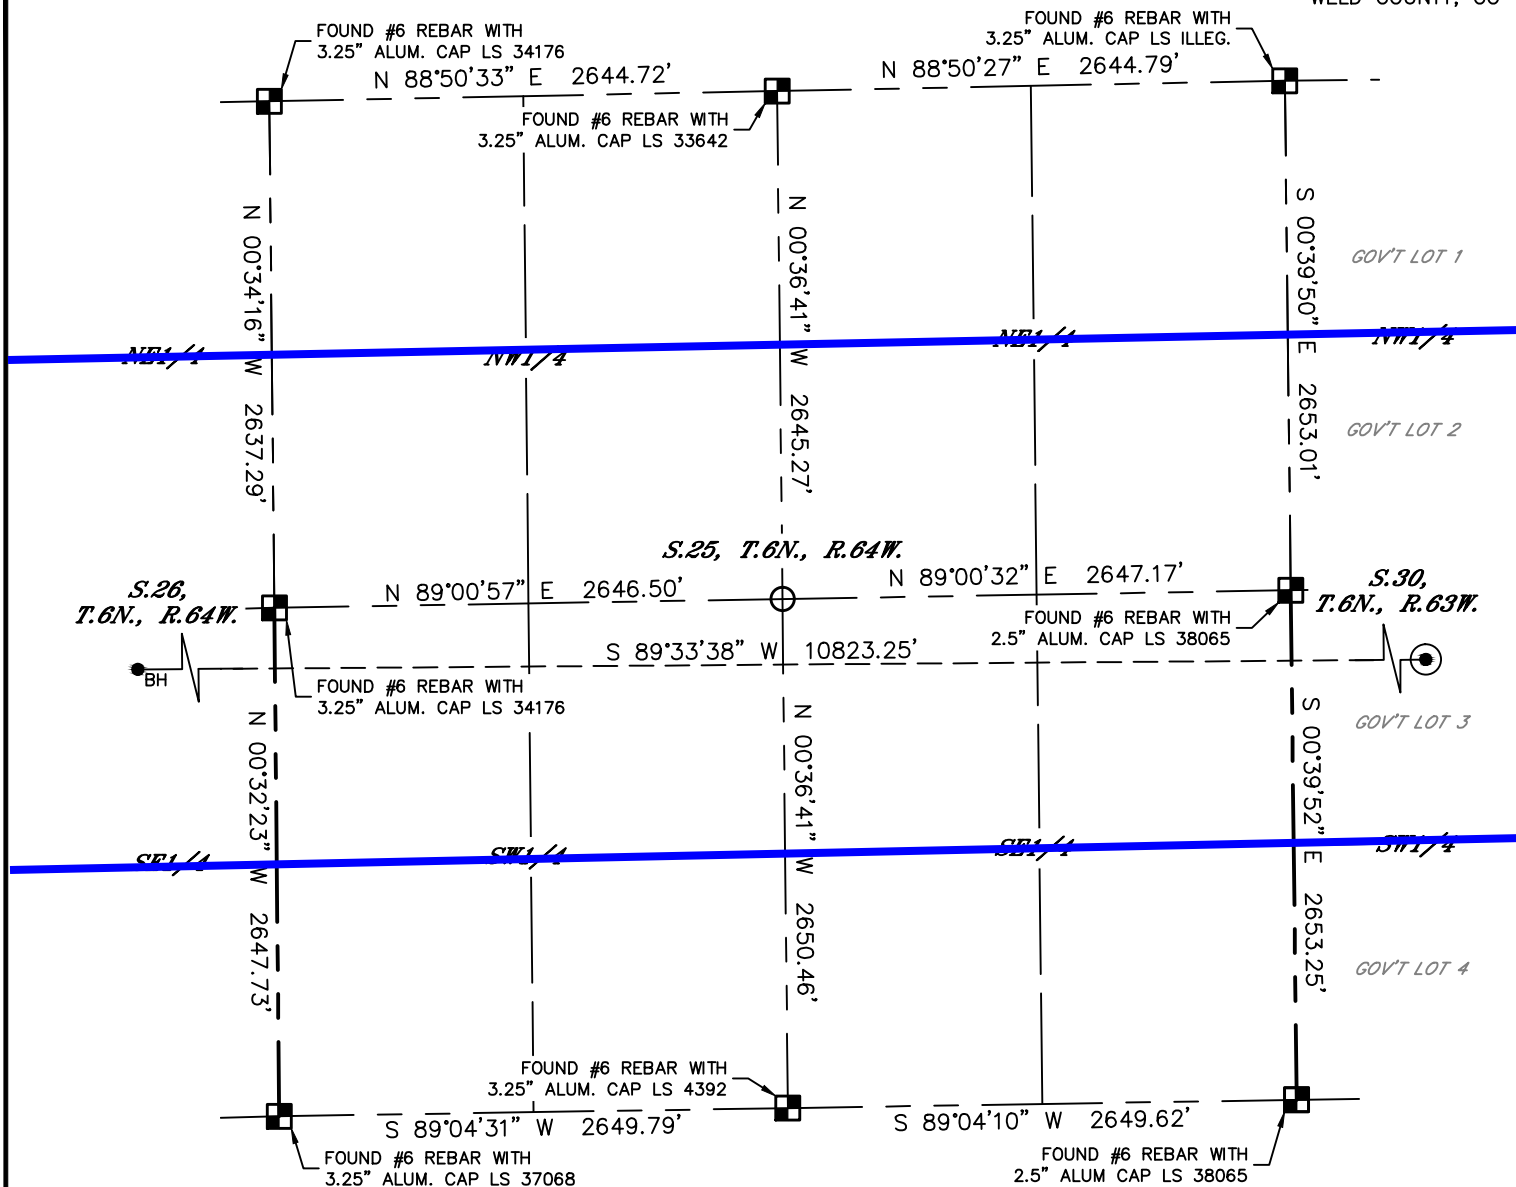 WELD COUNTY, CO
FOUND #6 REBAR WITH
3.25" ALUM. CAP LS 34176
FOUND #6 REBAR WITH
3.25" ALUM. CAP LS ILLEG.
N 88°50'33" E 2644.72'
N 88°50'27" E 2644.79'
FOUND #6 REBAR WITH
3.25" ALUM. CAP LS 33642
N 00°34'16" W 2637.29'
N 00°36'41" W 2645.27'
S 00°39'50" E 2653.01'
GOV'T LOT 1
NE1/4
NW1/4
NE1/4
NW1/4
GOV'T LOT 2
S.25, T.6N., R.64W.
S.26,
T.6N., R.64W.
N 89°00'57" E 2646.50'
N 89°00'32" E 2647.17'
S.30,
T.6N., R.63W.
FOUND #6 REBAR WITH
2.5" ALUM. CAP LS 38065
S 89°33'38" W 10823.25'
BH
FOUND #6 REBAR WITH
3.25" ALUM. CAP LS 34176
N 00°32'23" W 2647.73'
N 00°36'41" W 2650.46'
S 00°39'52" E 2653.25'
GOV'T LOT 3
SE1/4
SW1/4
SE1/4
SW1/4
GOV'T LOT 4
FOUND #6 REBAR WITH
3.25" ALUM. CAP LS 4392
S 89°04'31" W 2649.79'
S 89°04'10" W 2649.62'
FOUND #6 REBAR WITH
3.25" ALUM. CAP LS 37068
FOUND #6 REBAR WITH
2.5" ALUM CAP LS 38065